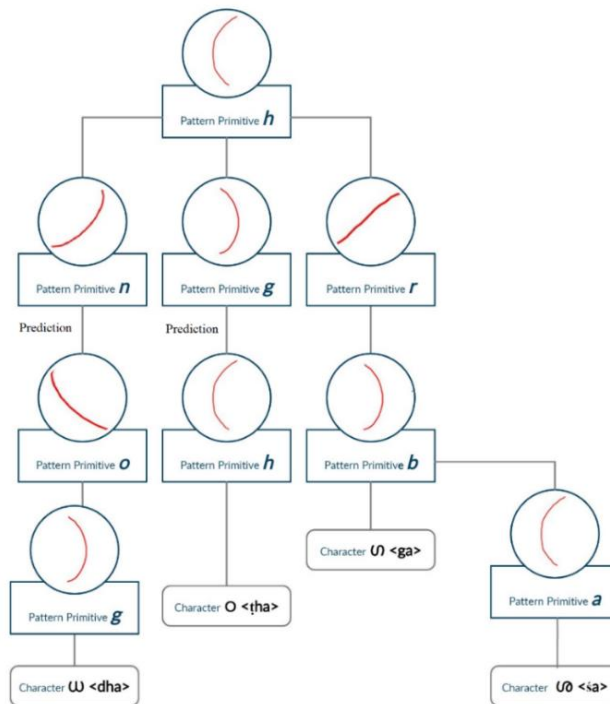 Pattern Primitive h
Pattern Primitive n
Pattern Primitive g
Pattern Primitive r
Prediction
Prediction
Pattern Primitive o
Pattern Primitive h
Pattern Primitive b
Pattern Primitive g
Character ഗ <ga>
Character ഠ <ṭha>
Pattern Primitive a
Character ധ <dha>
Character ശ <śa>